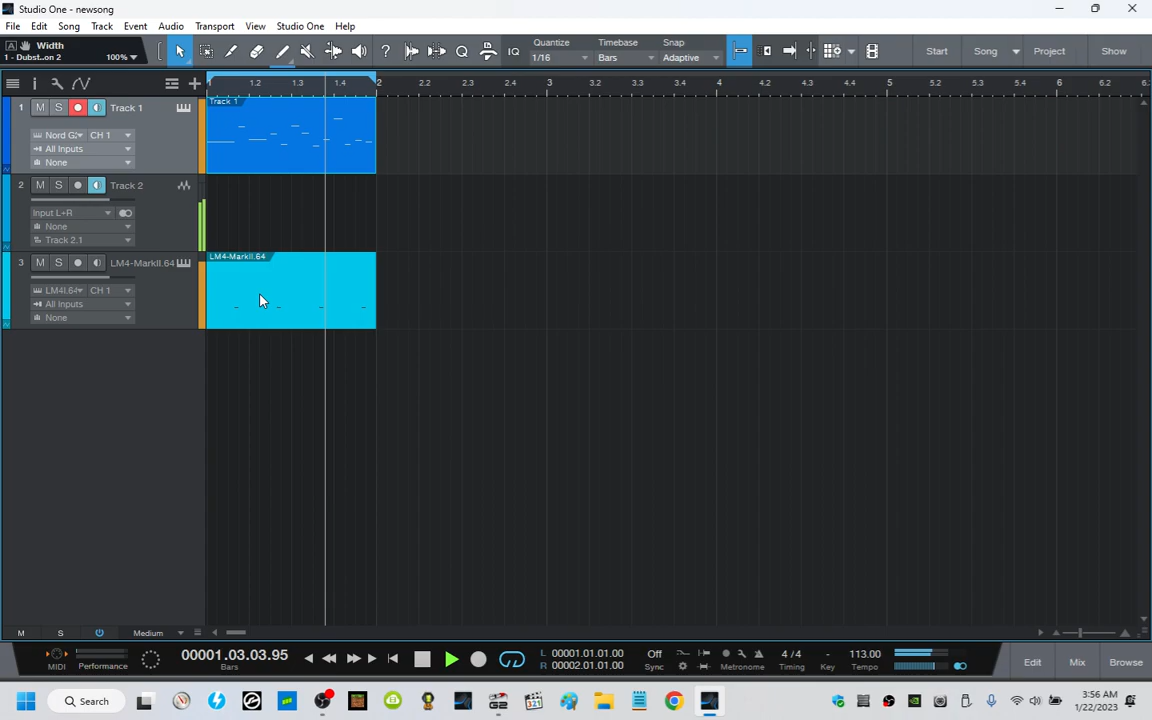 Studio One - newsong
File Edit Song Track Event Audio Transport View Studio One Help
A Width
1 - Dubst..on 2 100%
IQ
Quantize
1/16
Timebase
Bars
Snap
Adaptive
Start Song Project Show
1.2 1.3 1.4 2 2.2 2.3 2.4 3 3.2 3.3 3.4 4 4.2 4.3 4.4 5 5.2 5.3 5.4 6 6.2 6.
1 M S Track 1
Nord G2 CH 1
All Inputs
None
Track 1
2 M S Track 2
Input L+R
None
Track 2.1
3 M S LM4-MarkII.64
LM4I.64 CH 1
All Inputs
None
LM4-MarkII.64
M S Medium
MIDI Performance
00001.03.03.95
Bars
L 00001.01.01.00
R 00002.01.01.00
Off
Sync
Metronome
4 / 4
Timing
-
Key
113.00
Tempo
Edit Mix Browse
Search
3:56 AM
1/22/2023